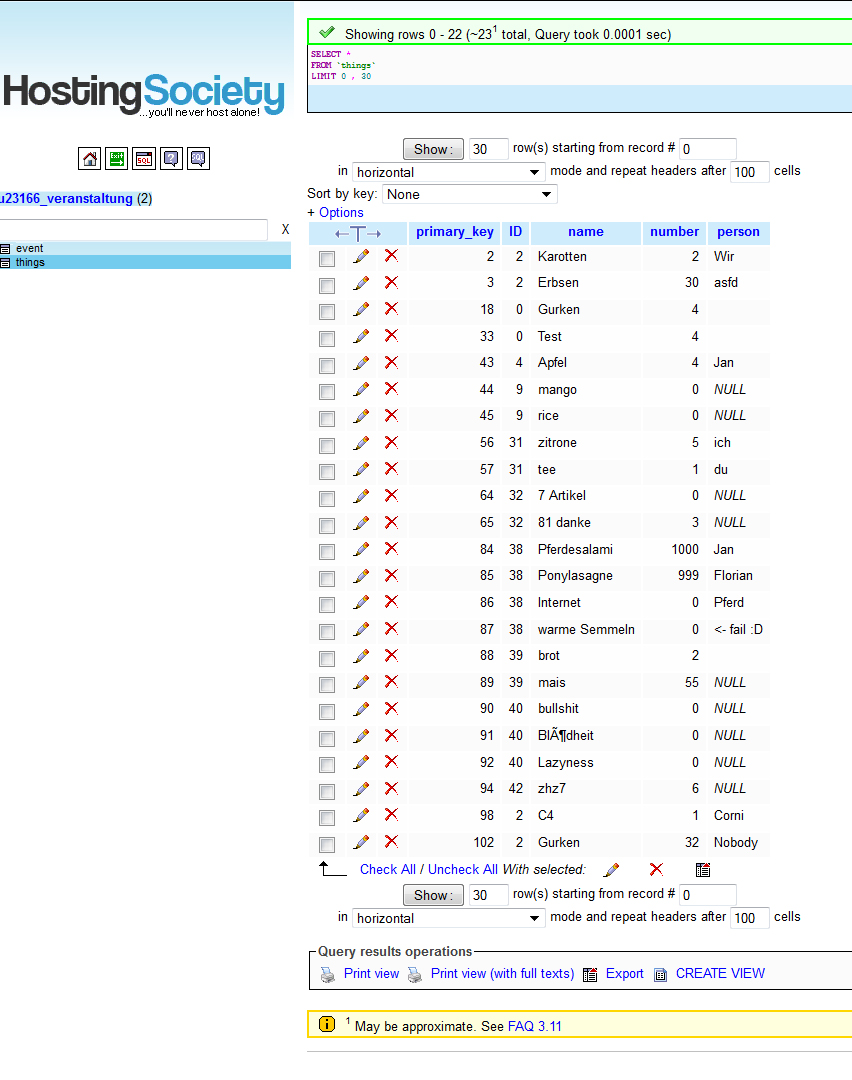 HostingSociety
...you'll never host alone!
Exit
SQL
?
SQL
u23166_veranstaltung (2)
X
event
things
Showing rows 0 - 22 (~23¹ total, Query took 0.0001 sec)
SELECT *
FROM `things`
LIMIT 0 , 30
Show : 30 row(s) starting from record # 0
in horizontal mode and repeat headers after 100 cells
Sort by key: None
+ Options
←T→ primary_key ID name number person
2 2 Karotten 2 Wir
3 2 Erbsen 30 asfd
18 0 Gurken 4
33 0 Test 4
43 4 Apfel 4 Jan
44 9 mango 0 NULL
45 9 rice 0 NULL
56 31 zitrone 5 ich
57 31 tee 1 du
64 32 7 Artikel 0 NULL
65 32 81 danke 3 NULL
84 38 Pferdesalami 1000 Jan
85 38 Ponylasagne 999 Florian
86 38 Internet 0 Pferd
87 38 warme Semmeln 0 <- fail :D
88 39 brot 2
89 39 mais 55 NULL
90 40 bullshit 0 NULL
91 40 BlÃ¶dheit 0 NULL
92 40 Lazyness 0 NULL
94 42 zhz7 6 NULL
98 2 C4 1 Corni
102 2 Gurken 32 Nobody
Check All / Uncheck All With selected:
Show : 30 row(s) starting from record # 0
in horizontal mode and repeat headers after 100 cells
Query results operations
Print view Print view (with full texts) Export CREATE VIEW
¹ May be approximate. See FAQ 3.11